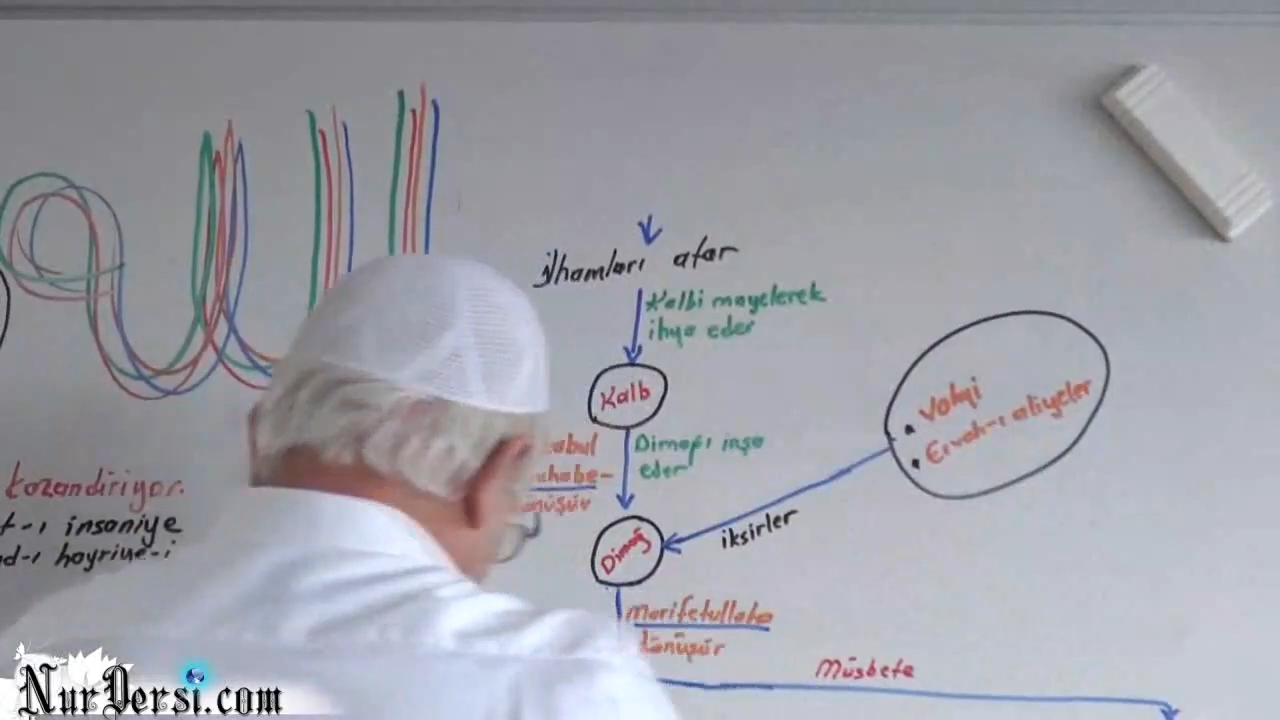 İlhamları atar
Kalbi mayelerek
ihya eder
Kalb
Dimağı inşa
eder
Dimağ
Marifetullaha
dönüşür
Müsbete
iksirler
• Vahyi
• Ervah-ı aliyeler
kazandırıyor.
insaniye
hayriye-i
NurDersi.com